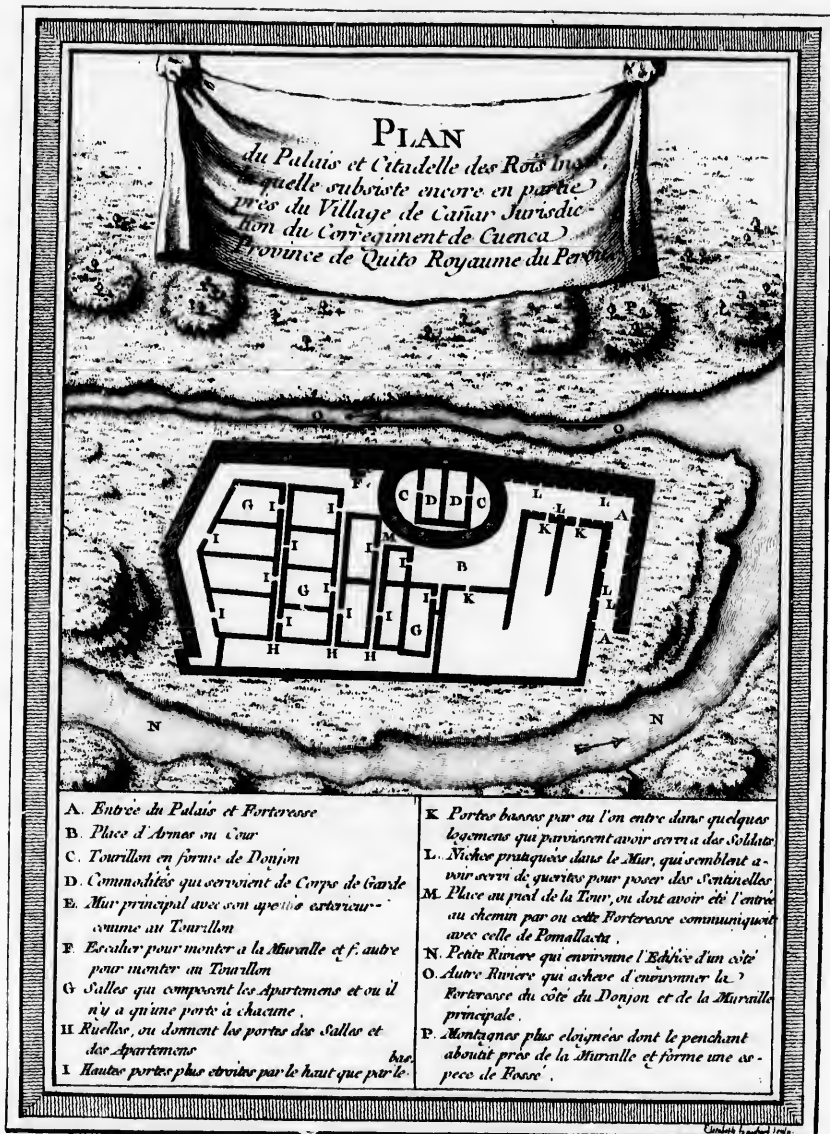 PLAN
du Palais et Citadelle des Rois
laquelle subsiste encore en partie
près du Village de Cañar Jurisdic-
tion du Corregiment de Cuenca
Province de Quito Royaume du Perou
P
O
O
F
f.
C
D
D
C
L
L
L
A
G
I
I
K
K
M
I
B
I
I
I
I
L
G
I
I
K
L
I
I
I
I
G
A
H
H
H
N
N
A. Entrée du Palais et Forteresse
B. Place d'Armes ou Cour
C. Tourillon en forme de Donjon
D. Commodités qui servoient de Corps de Garde
E. Mur principal avec son apentis exterieur
comme au Tourillon
F. Escalier pour monter a la Muraille et f. autre
pour monter au Tourillon
G Salles qui composent les Apartemens et ou il
n'y a qu'une porte à chacune.
H Ruelles, ou donnent les portes des Salles et
des Apartemens
bas.
I Hautes portes plus etroites par le haut que par le
K Portes basses par ou l'on entre dans quelques
logemens qui paroissent avoir servi a des Soldats.
L. Niches pratiquées dans le Mur, qui semblent a-
voir servi de guerites pour poser des Sentinelles
M. Place au pied de la Tour, ou doit avoir été l'entrée
au chemin par ou cette Forteresse communiquoit
avec celle de Pomallacta.
N. Petite Riviere qui environne l'Edifice d'un côté
O. Autre Riviere qui acheve d'environner la
Forteresse du côté du Donjon et de la Muraille
principale.
P. Montagnes plus eloignées dont le penchant
aboutit près de la Muraille et forme une es-
pece de Fossé.
Elizabeth